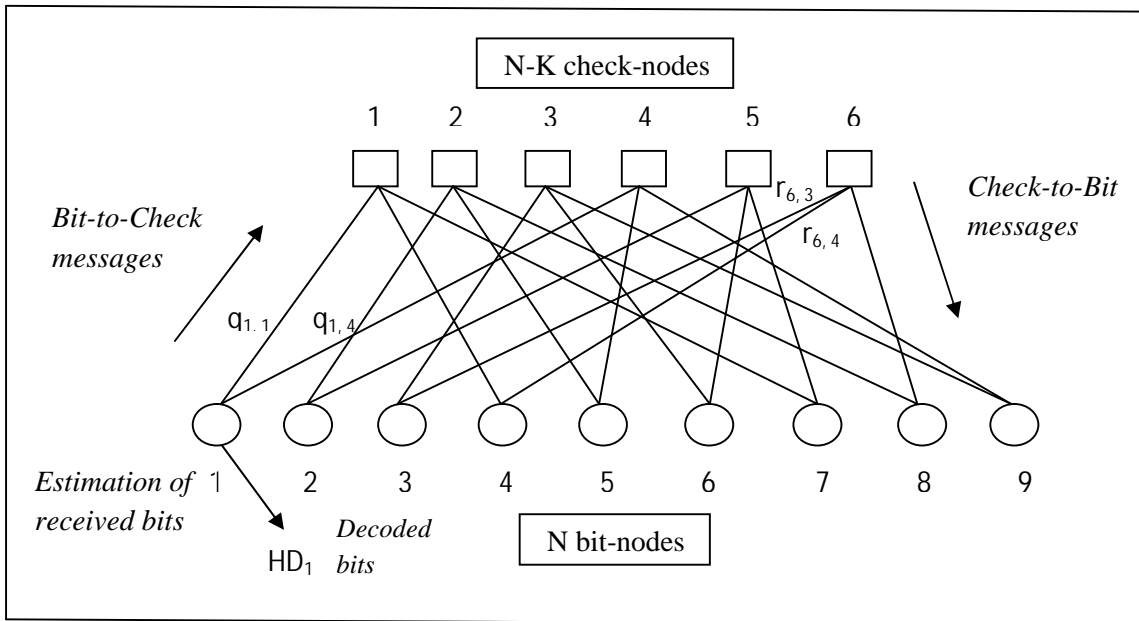 N-K check-nodes
1 2 3 4 5 6
Bit-to-Check
messages
r6,3
r6,4
Check-to-Bit
messages
q1,1
q1,4
1 2 3 4 5 6 7 8 9
Estimation of
received bits
HD1
Decoded
bits
N bit-nodes